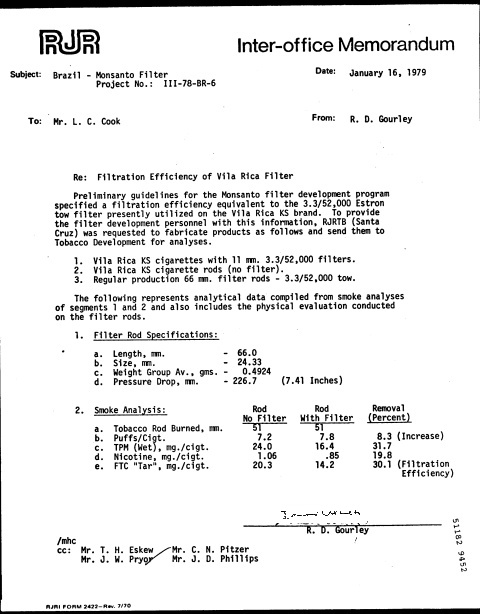 RJR
Inter-office Memorandum
Subject: Brazil - Monsanto Filter
Project No.: III-78-BR-6
Date: January 16, 1979
To: Mr. L. C. Cook
From: R. D. Gourley
Re: Filtration Efficiency of Vila Rica Filter
Preliminary guidelines for the Monsanto filter development program
specified a filtration efficiency equivalent to the 3.3/52,000 Estron
tow filter presently utilized on the Vila Rica KS brand. To provide
the filter development personnel with this information, RJRTB (Santa
Cruz) was requested to fabricate products as follows and send them to
Tobacco Development for analyses.
1. Vila Rica KS cigarettes with 11 mm. 3.3/52,000 filters.
2. Vila Rica KS cigarette rods (no filter).
3. Regular production 66 mm. filter rods - 3.3/52,000 tow.
The following represents analytical data compiled from smoke analyses
of segments 1 and 2 and also includes the physical evaluation conducted
on the filter rods.
1. Filter Rod Specifications:
a. Length, mm. - 66.0
b. Size, mm. - 24.33
c. Weight Group Av., gms. - 0.4924
d. Pressure Drop, mm. - 226.7 (7.41 Inches)
2. Smoke Analysis: Rod Rod Removal
No Filter With Filter (Percent)
a. Tobacco Rod Burned, mm. 51 51
b. Puffs/Cigt. 7.2 7.8 8.3 (Increase)
c. TPM (Wet), mg./cigt. 24.0 16.4 31.7
d. Nicotine, mg./cigt. 1.06 .85 19.8
e. FTC "Tar", mg./cigt. 20.3 14.2 30.1 (Filtration
Efficiency)
R. D. Gourley
/mhc
cc: Mr. T. H. Eskew Mr. C. N. Pitzer
Mr. J. W. Pryor Mr. J. D. Phillips
51182 9452
RJRI FORM 2422-Rev. 7/70